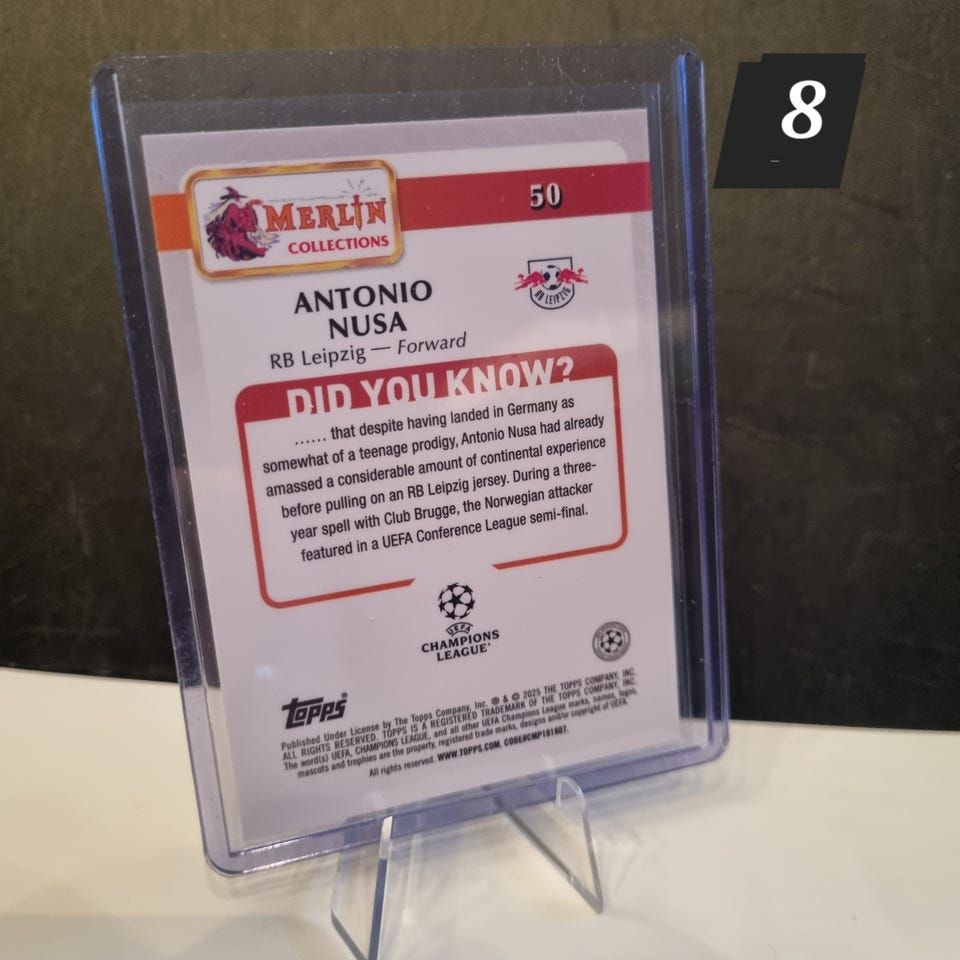 8
MERLIN
COLLECTIONS
50
ANTONIO
NUSA
RB LEIPZIG
RB Leipzig — Forward
DID YOU KNOW?
...... that despite having landed in Germany as
somewhat of a teenage prodigy, Antonio Nusa had already
amassed a considerable amount of continental experience
before pulling on an RB Leipzig jersey. During a three-
year spell with Club Brugge, the Norwegian attacker
featured in a UEFA Conference League semi-final.
UEFA
CHAMPIONS
LEAGUE®
topps®
Published Under License by The Topps Company, Inc. ® & © 2025 THE TOPPS COMPANY, INC.
ALL RIGHTS RESERVED. TOPPS IS A REGISTERED TRADEMARK OF THE TOPPS COMPANY, INC.
The word(s) UEFA, CHAMPIONS LEAGUE, and all other UEFA Champions League marks, names, logos,
mascots and trophies are the property, registered trade marks, designs and/or copyright of UEFA.
All rights reserved. WWW.TOPPS.COM. CODE#CMP101807.